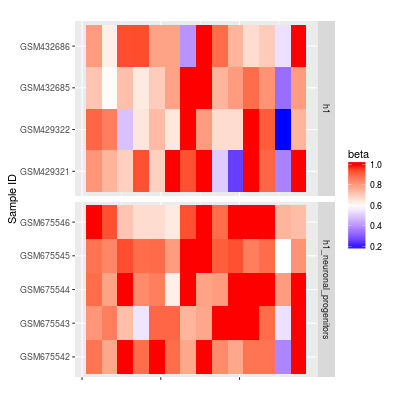 Sample ID
GSM432686
GSM432685
GSM429322
GSM429321
h1
GSM675546
GSM675545
GSM675544
GSM675543
GSM675542
h1_neuronal_progenitors
beta
1.0
0.8
0.6
0.4
0.2